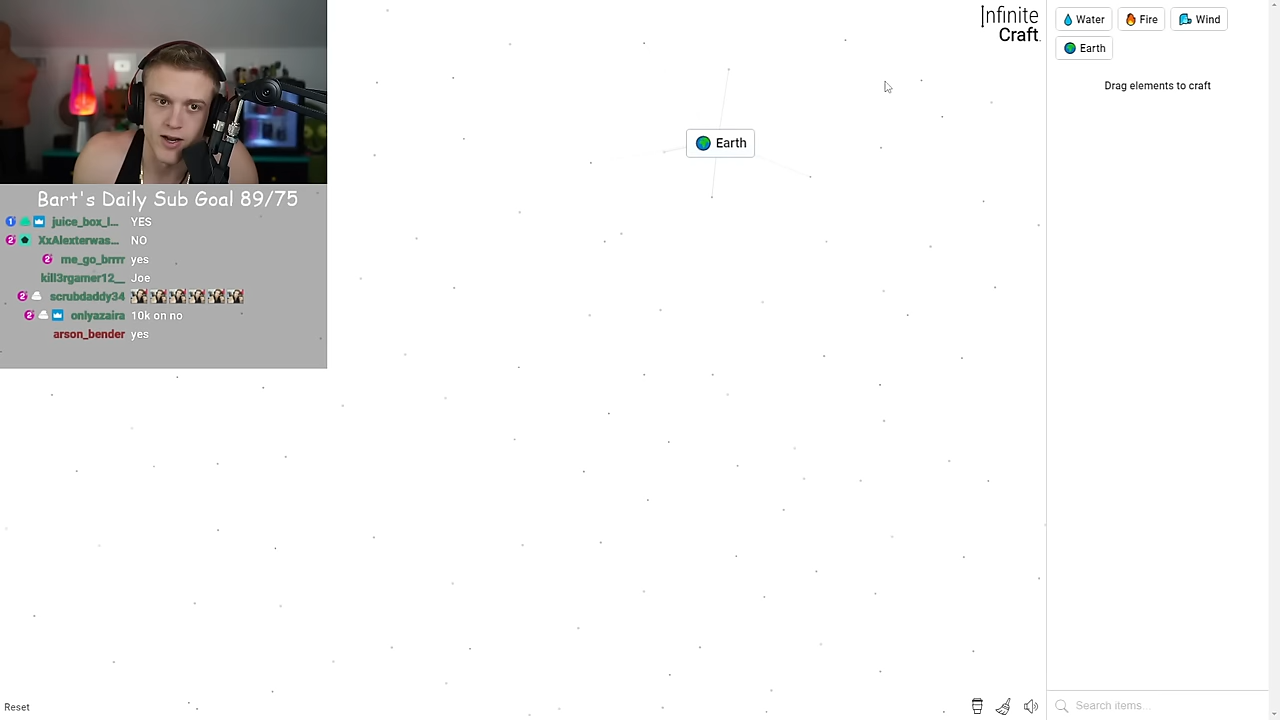 Infinite
Craft
Water
Fire
Wind
Earth
Drag elements to craft
Earth
Bart's Daily Sub Goal 89/75
juice_box_l... YES
XxAlexterwas... NO
me_go_brrrr yes
kill3rgamer12__ Joe
scrubdaddy34
onlyazaira 10k on no
arson_bender yes
Reset
Search items...